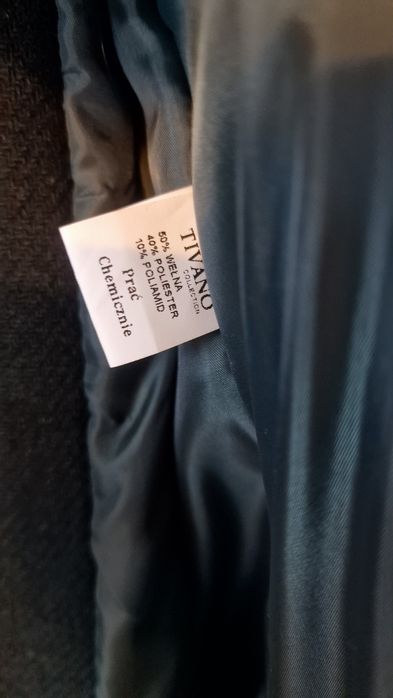 TIVANO
COLLECTION
50% WEŁNA
40% POLIESTER
10% POLIAMID
Prać
Chemicznie